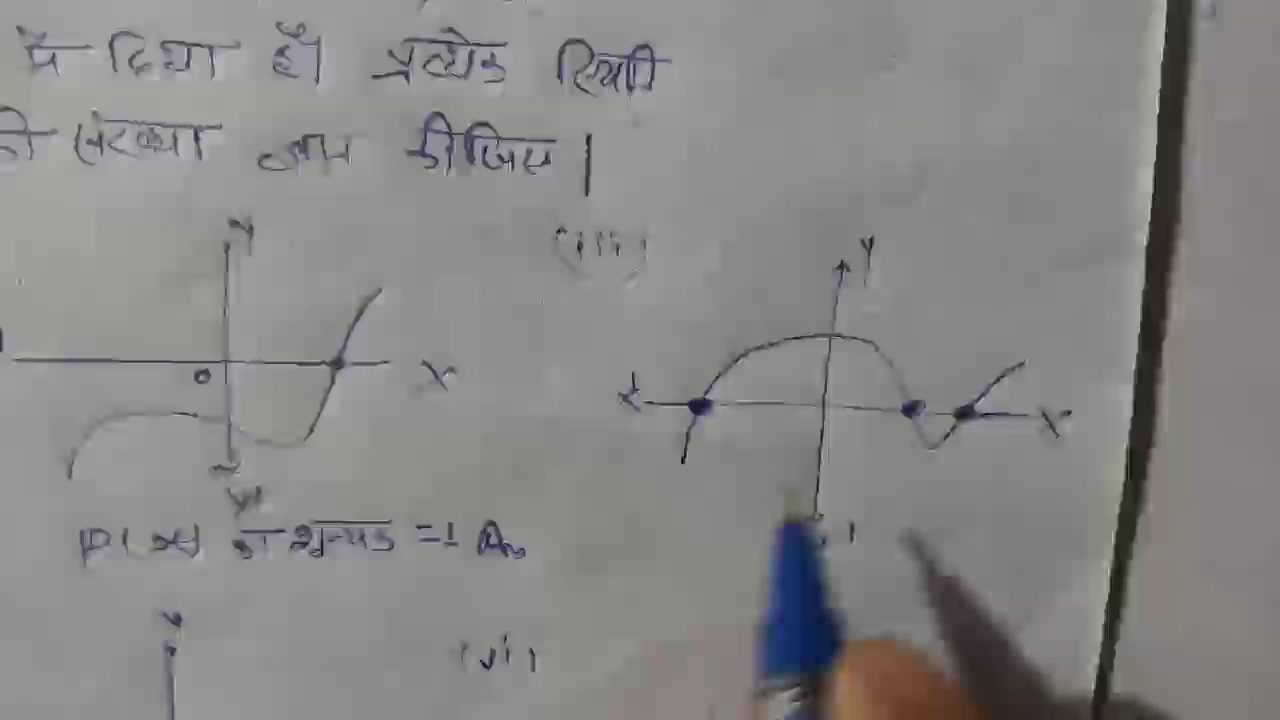 में दिया है। प्रत्येक स्थिति
की संख्या ज्ञात कीजिए।
(iii)
Y
Y
O
X
X'
X
Y'
P(x) का शून्यक = 1 Ans
(vi)
Y